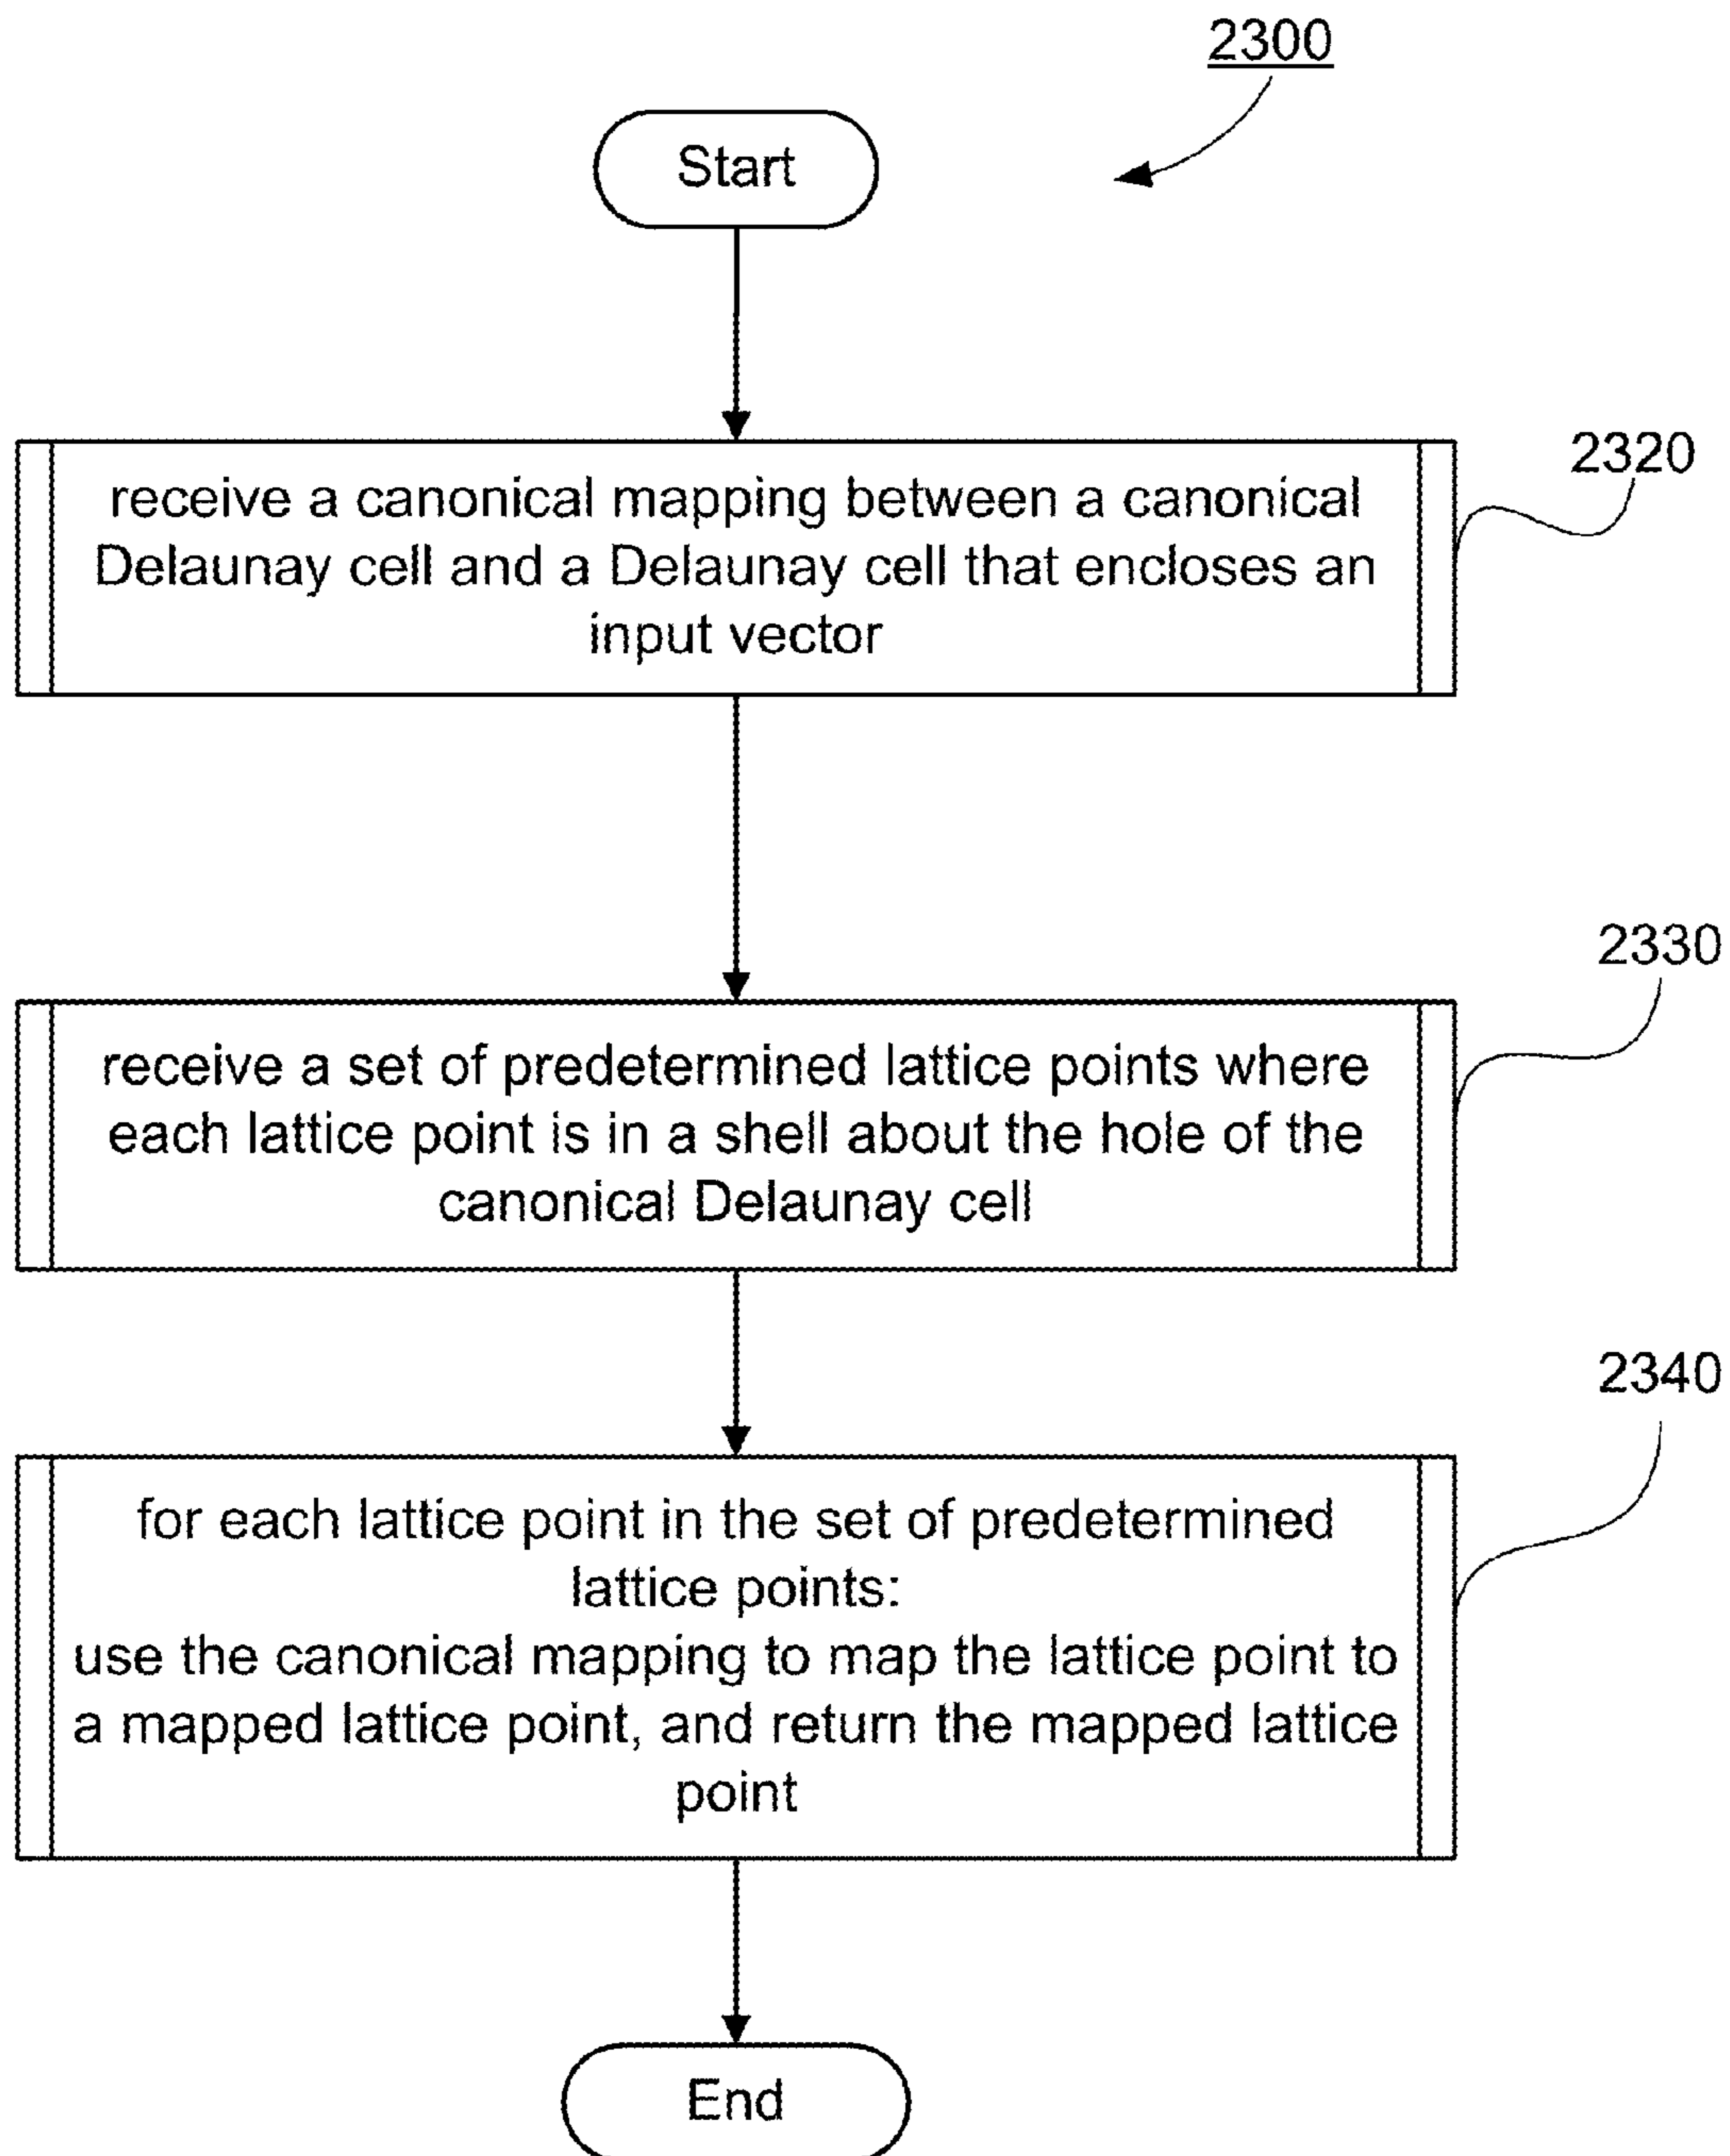 2300
Start
2320
receive a canonical mapping between a canonical
Delaunay cell and a Delaunay cell that encloses an
input vector
2330
receive a set of predetermined lattice points where
each lattice point is in a shell about the hole of the
canonical Delaunay cell
2340
for each lattice point in the set of predetermined
lattice points:
use the canonical mapping to map the lattice point to
a mapped lattice point, and return the mapped lattice
point
End